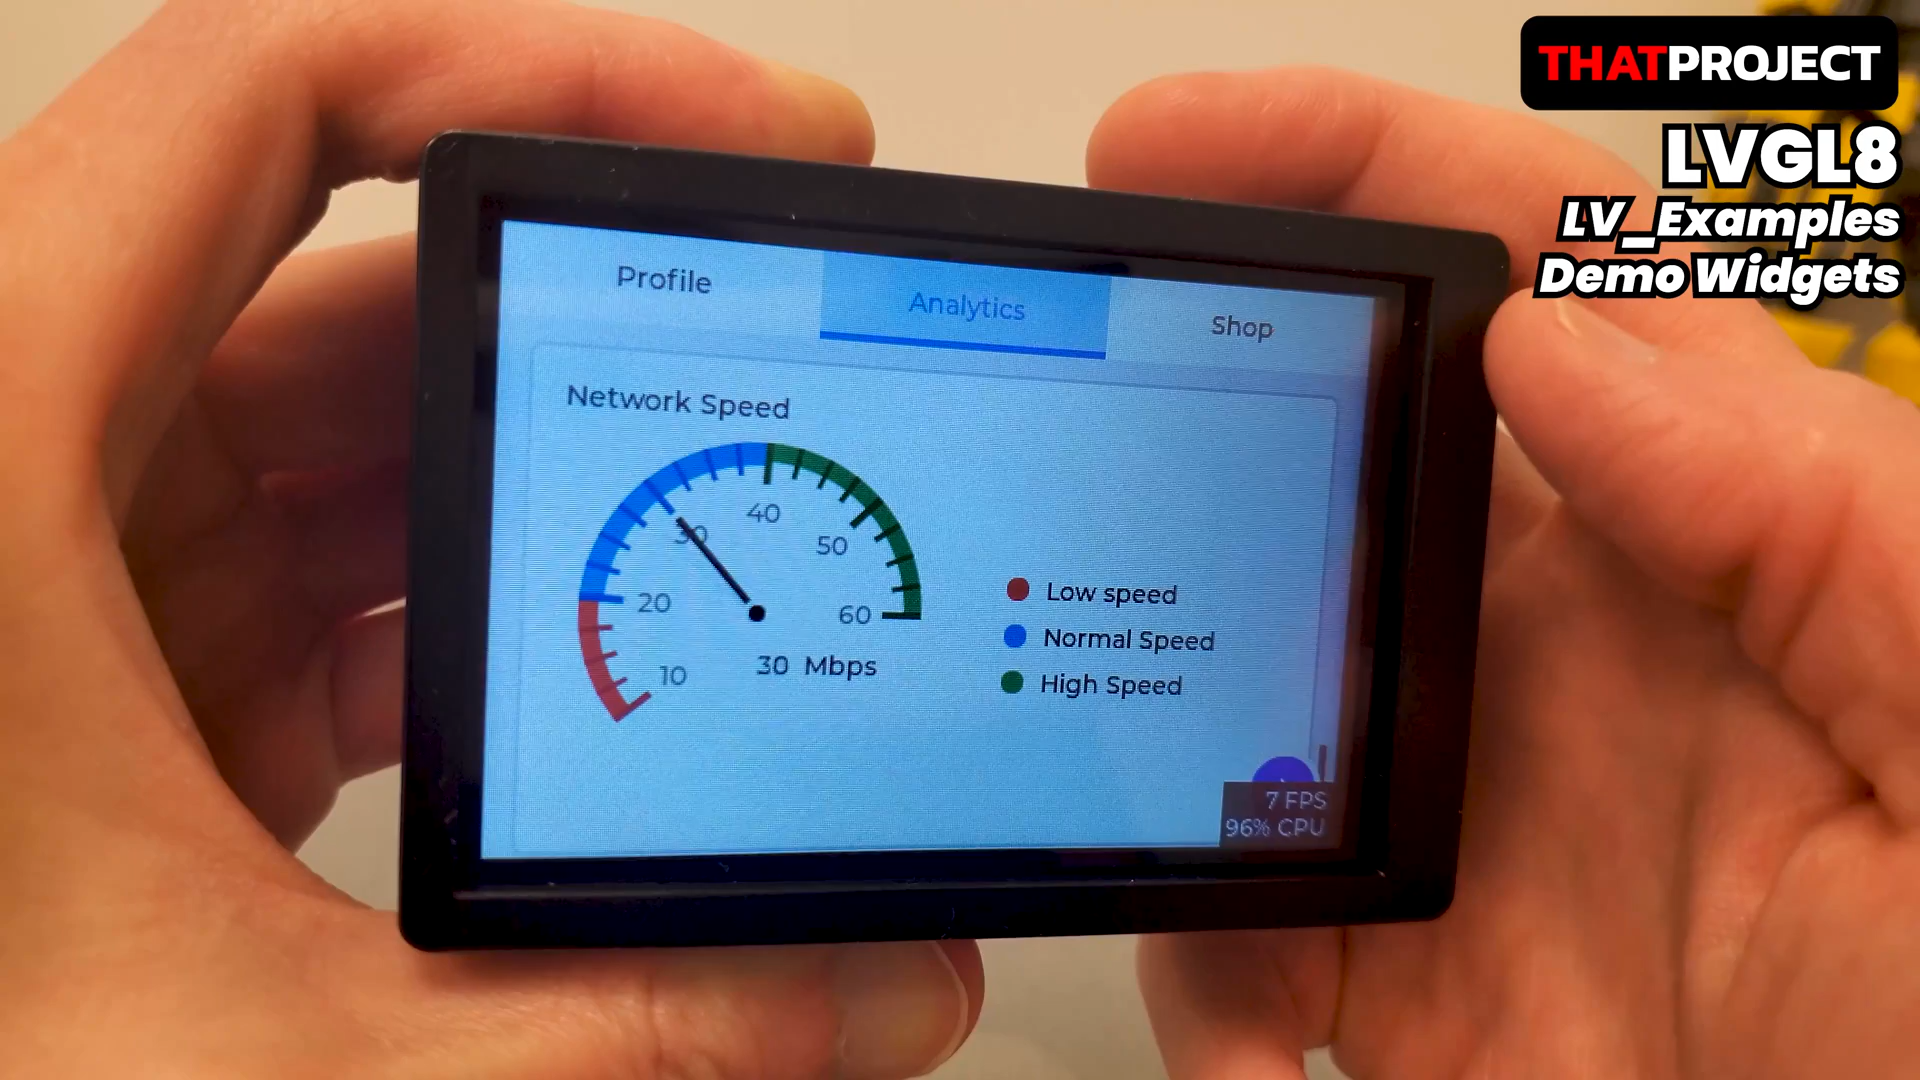 THATPROJECT
LVGL8
LV_Examples
Demo Widgets
Profile
Analytics
Shop
Network Speed
10
20
30
40
50
60
30 Mbps
Low speed
Normal Speed
High Speed
7 FPS
96% CPU